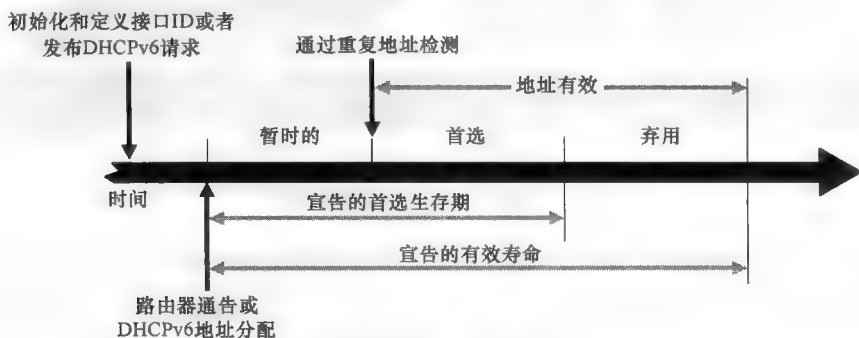 初始化和定义接口ID或者
发布DHCPv6请求
通过重复地址检测
地址有效
暂时的
首选
弃用
时间
宣告的首选生存期
宣告的有效寿命
路由器通告或
DHCPv6地址分配